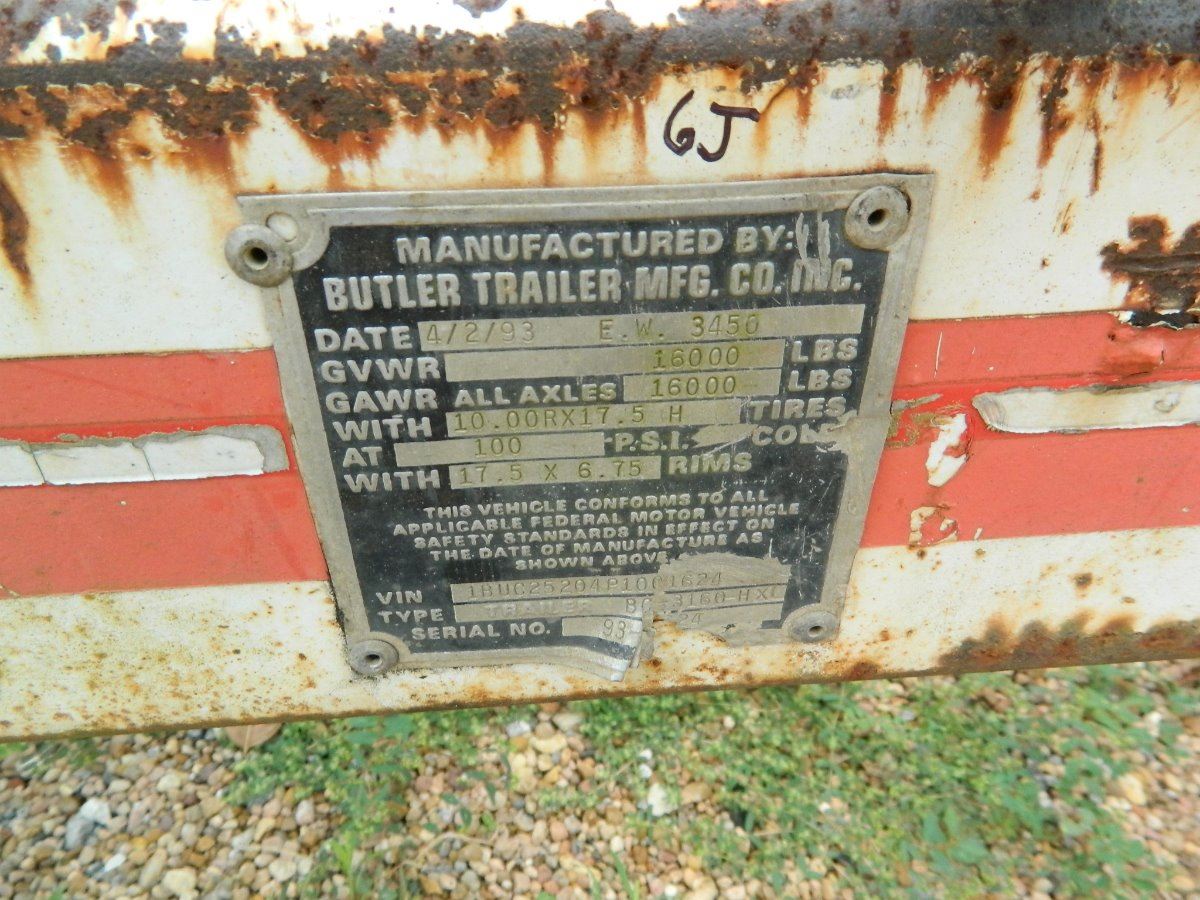 6J
MANUFACTURED BY:
BUTLER TRAILER MFG. CO. INC.
DATE 4/2/93 E.W. 3450
GVWR 16000 LBS
GAWR ALL AXLES 16000 LBS
WITH 10.00RX17.5 H TIRES
AT 100 P.S.I.
WITH 17.5 X 6.75 RIMS
THIS VEHICLE CONFORMS TO ALL
APPLICABLE FEDERAL MOTOR VEHICLE
SAFETY STANDARDS IN EFFECT ON
THE DATE OF MANUFACTURE AS
SHOWN ABOVE
VIN 1BUC25204P1001624
TYPE TRAILER
SERIAL NO. 93